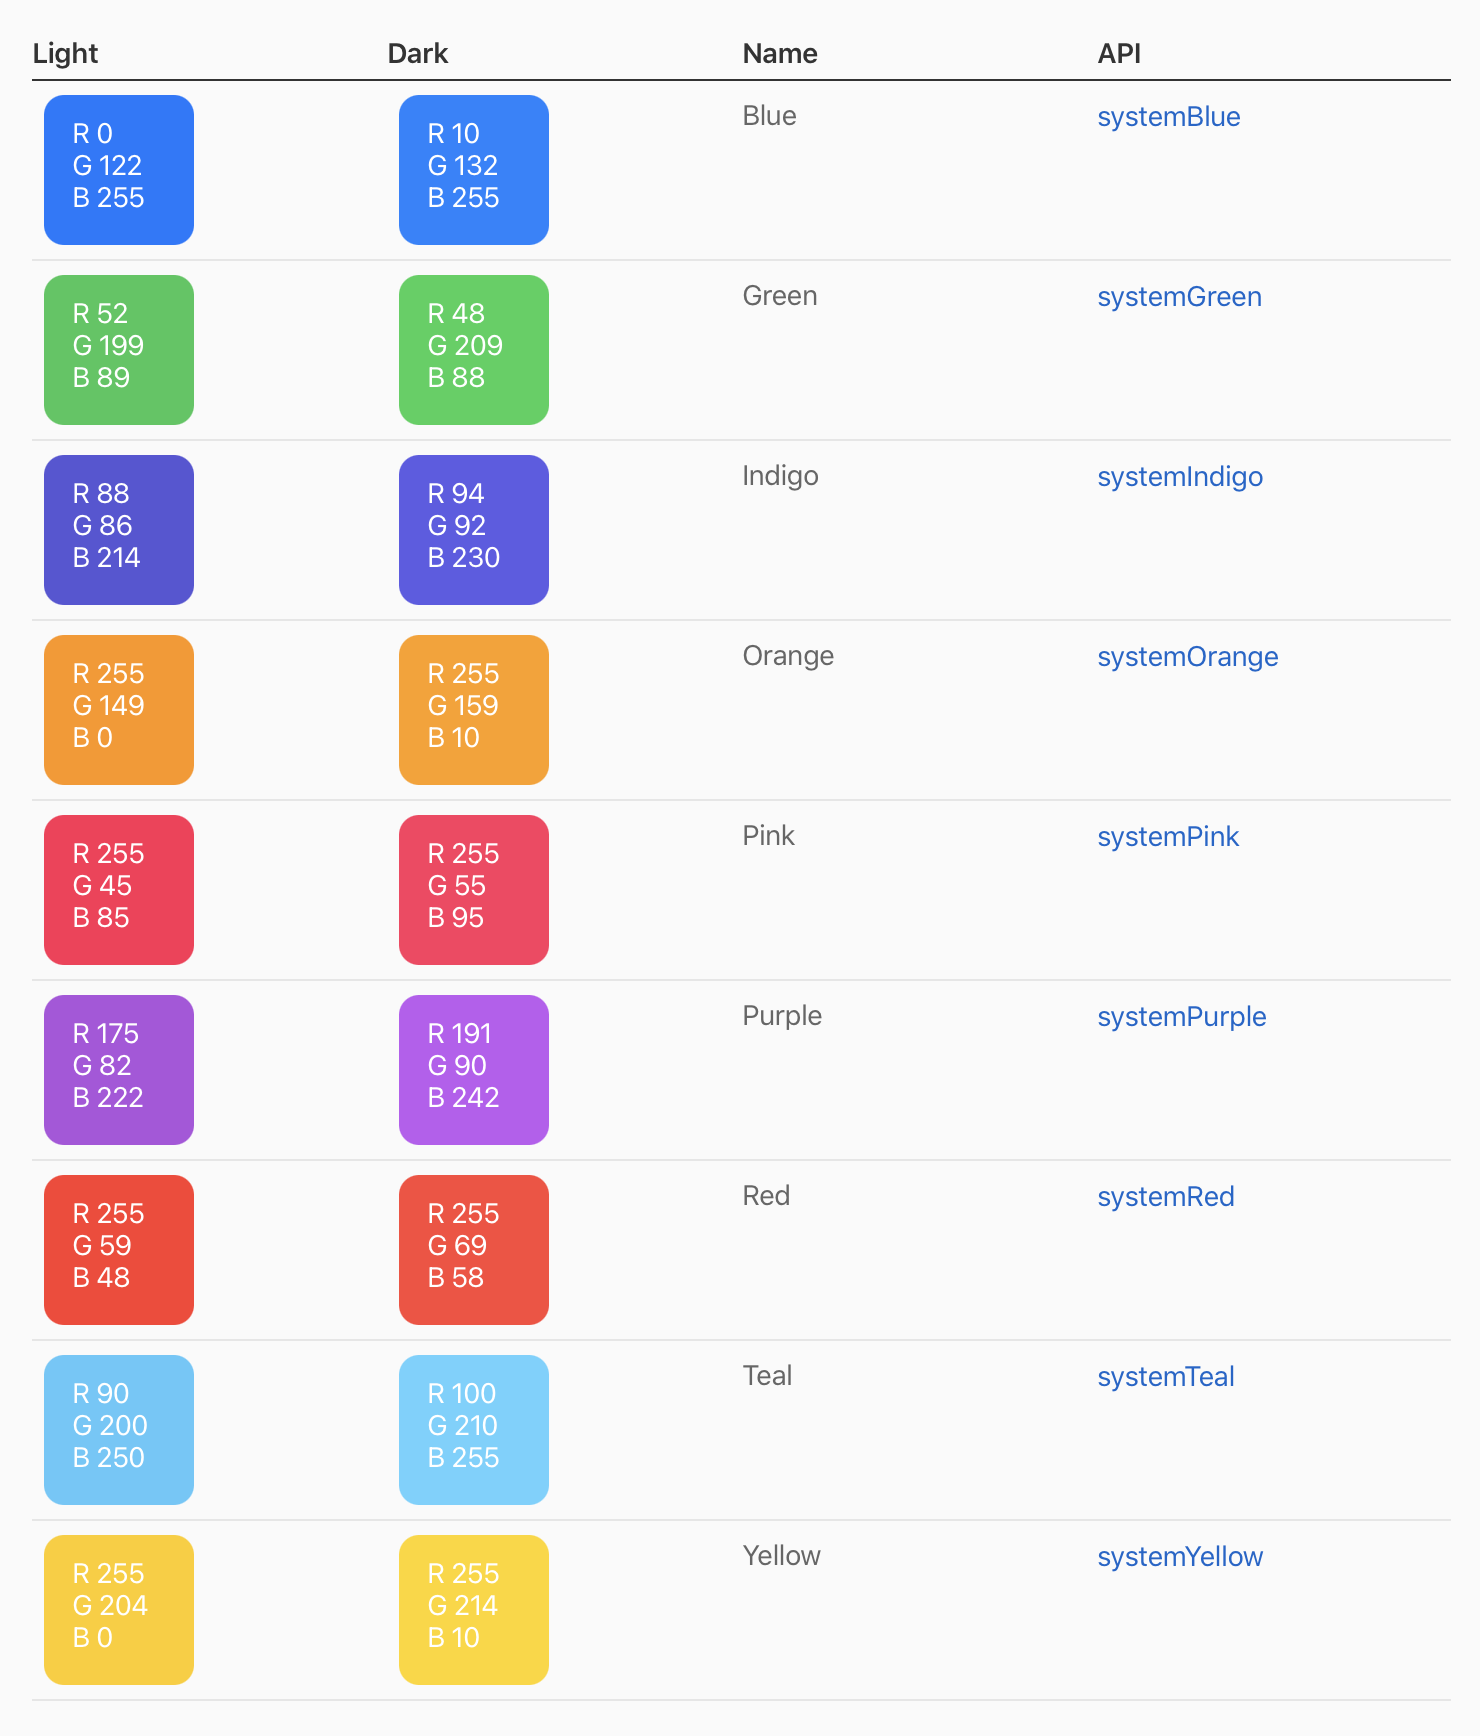 Light Dark Name API
R 0
G 122
B 255
R 10
G 132
B 255
Blue
systemBlue
R 52
G 199
B 89
R 48
G 209
B 88
Green
systemGreen
R 88
G 86
B 214
R 94
G 92
B 230
Indigo
systemIndigo
R 255
G 149
B 0
R 255
G 159
B 10
Orange
systemOrange
R 255
G 45
B 85
R 255
G 55
B 95
Pink
systemPink
R 175
G 82
B 222
R 191
G 90
B 242
Purple
systemPurple
R 255
G 59
B 48
R 255
G 69
B 58
Red
systemRed
R 90
G 200
B 250
R 100
G 210
B 255
Teal
systemTeal
R 255
G 204
B 0
R 255
G 214
B 10
Yellow
systemYellow